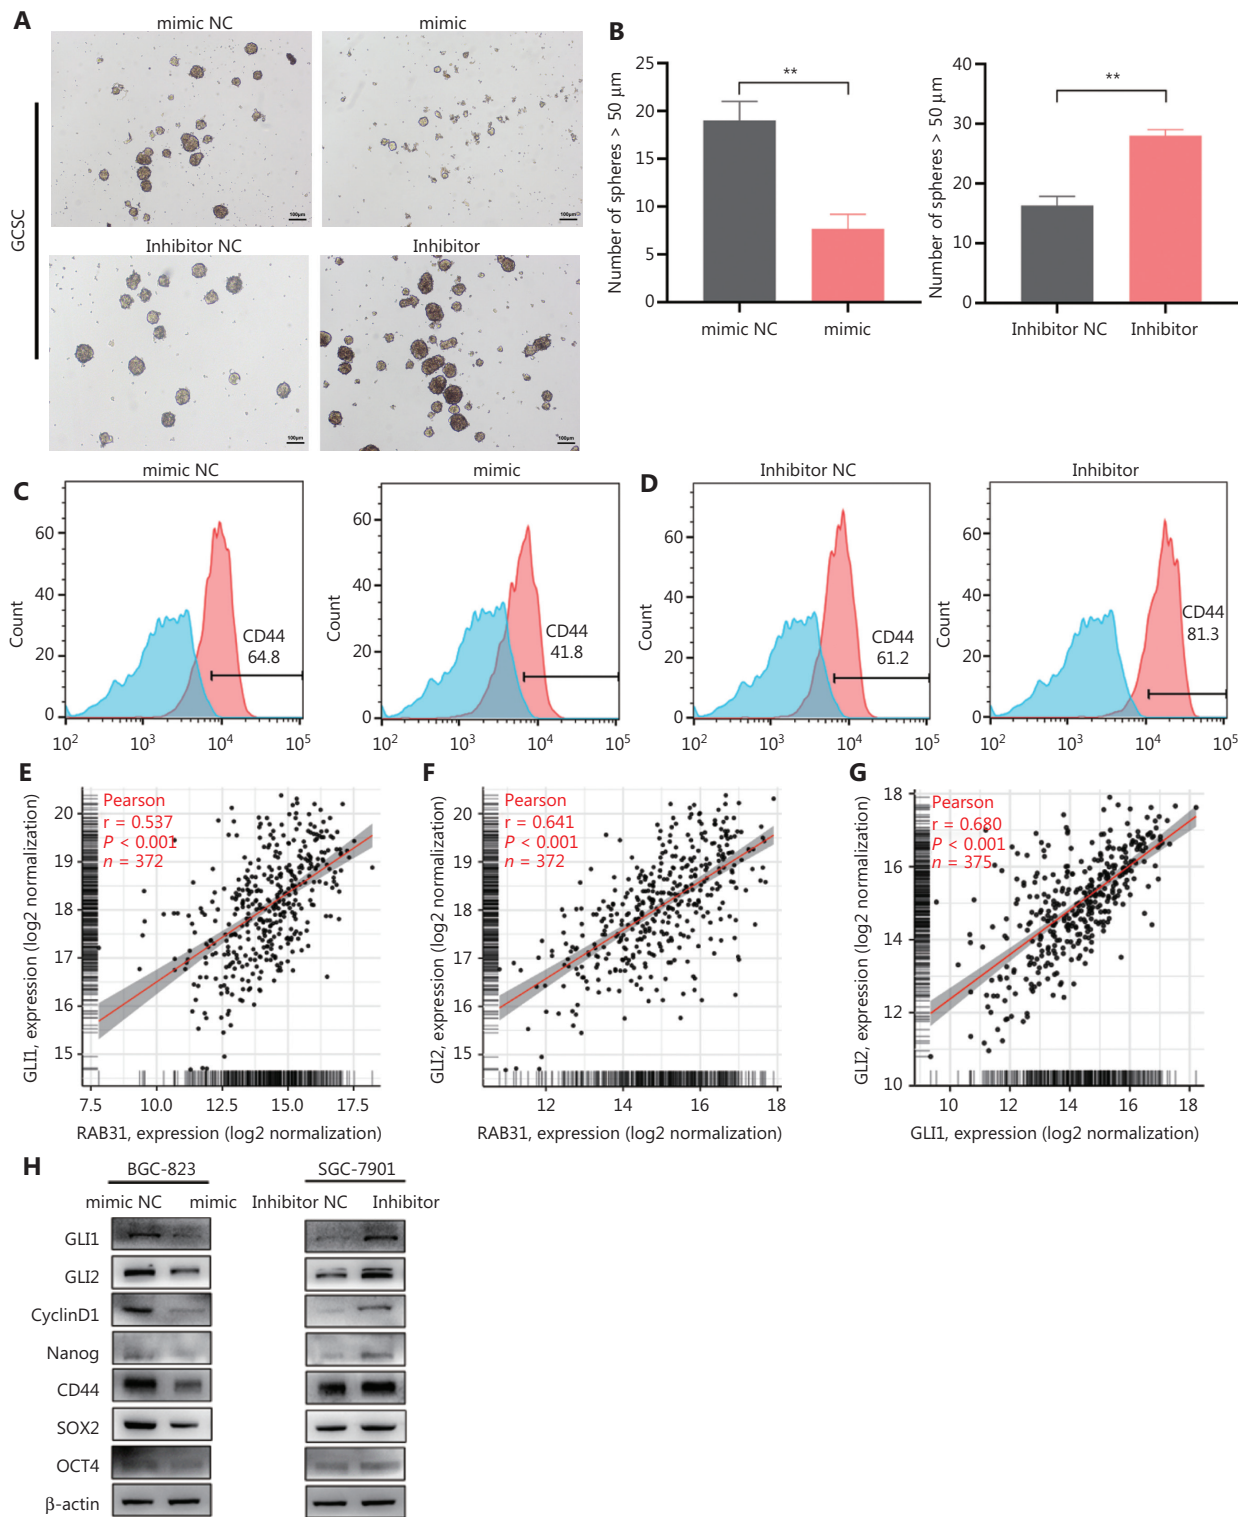 A
mimic NC
mimic
GCSC
100μm
100μm
Inhibitor NC
Inhibitor
100μm
100μm
B
Number of spheres > 50 μm
25
20
15
10
5
0
**
mimic NC
mimic
Number of spheres > 50 μm
40
30
20
10
0
**
Inhibitor NC
Inhibitor
C
mimic NC
Count
60
40
20
0
CD44
64.8
10² 10³ 10⁴ 10⁵
mimic
Count
60
40
20
0
CD44
41.8
10² 10³ 10⁴ 10⁵
D
Inhibitor NC
Count
60
40
20
0
CD44
61.2
10² 10³ 10⁴ 10⁵
Inhibitor
Count
60
40
20
0
CD44
81.3
10² 10³ 10⁴ 10⁵
E
GLI1, expression (log2 normalization)
20
19
18
17
16
15
Pearson
r = 0.537
P < 0.001
n = 372
7.5 10.0 12.5 15.0 17.5
RAB31, expression (log2 normalization)
F
GLI2, expression (log2 normalization)
20
19
18
17
16
15
Pearson
r = 0.641
P < 0.001
n = 372
12 14 16 18
RAB31, expression (log2 normalization)
G
GLI2, expression (log2 normalization)
18
16
14
12
10
Pearson
r = 0.680
P < 0.001
n = 375
10 12 14 16 18
GLI1, expression (log2 normalization)
H
BGC-823
SGC-7901
mimic NC mimic Inhibitor NC Inhibitor
GLI1
GLI2
CyclinD1
Nanog
CD44
SOX2
OCT4
β-actin